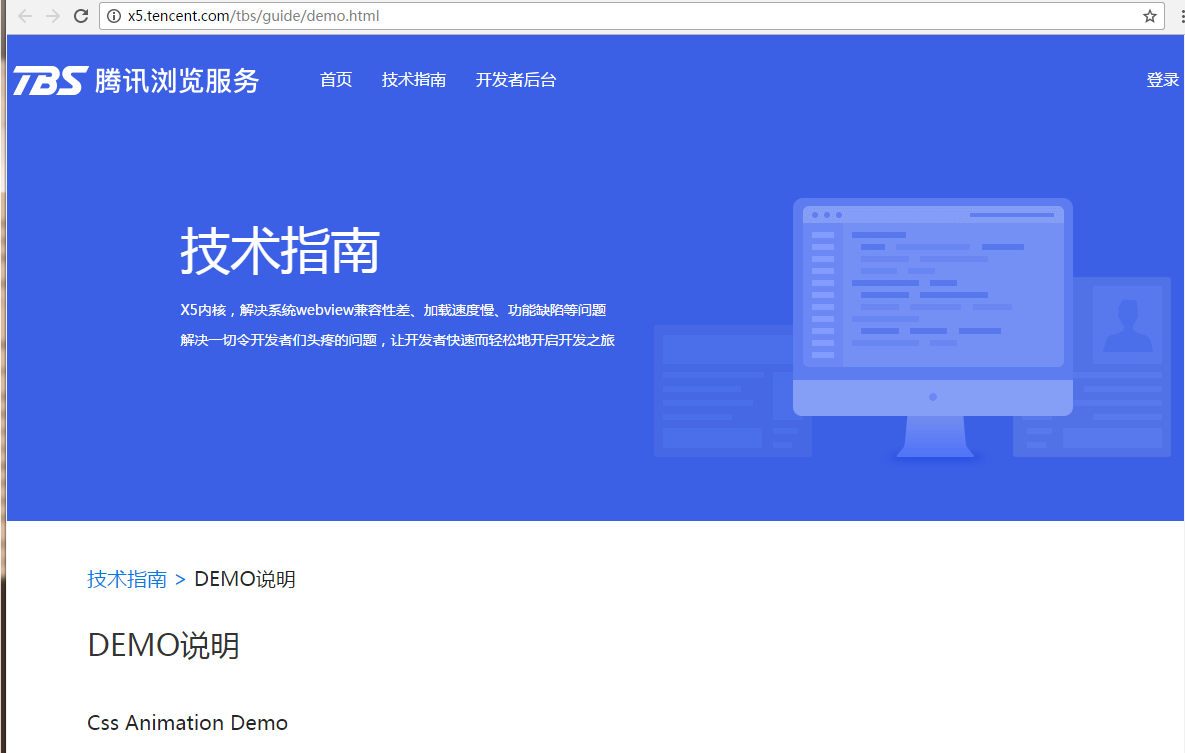 x5.tencent.com/tbs/guide/demo.html
TBS 腾讯浏览服务 首页 技术指南 开发者后台 登录
技术指南
X5内核，解决系统webview兼容性差、加载速度慢、功能缺陷等问题
解决一切令开发者们头疼的问题，让开发者快速而轻松地开启开发之旅
技术指南 > DEMO说明
DEMO说明
Css Animation Demo